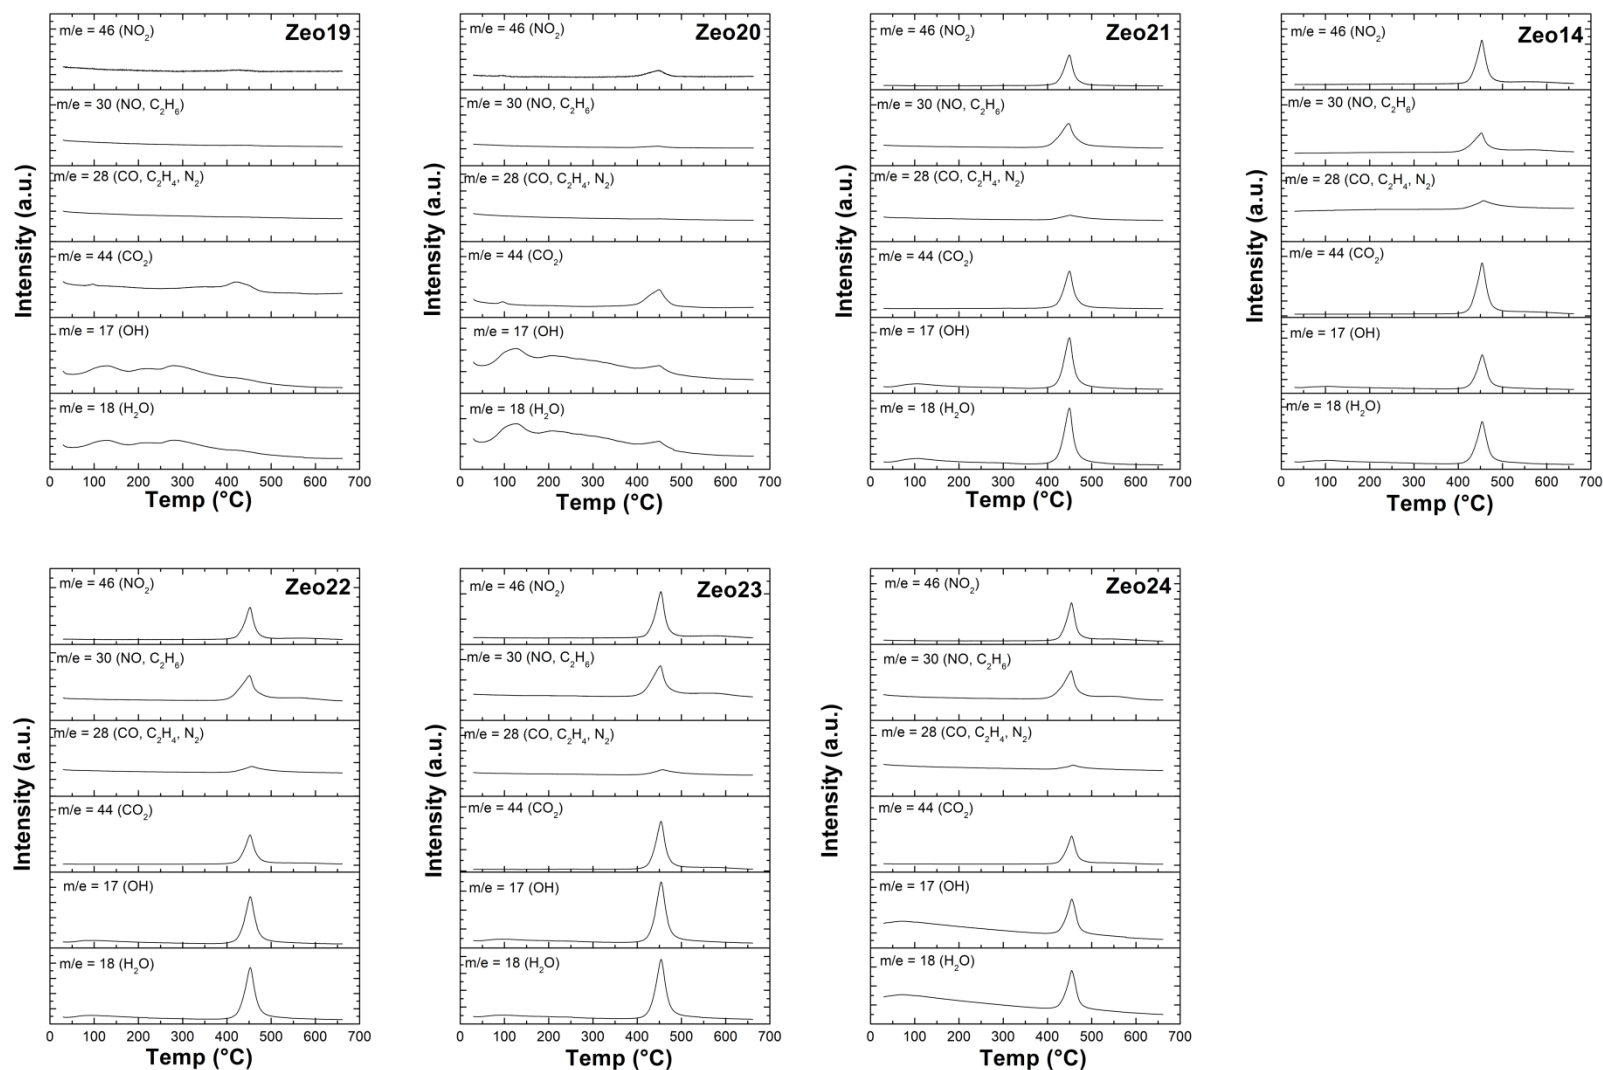 Zeo19
m/e = 46 (NO2)
m/e = 30 (NO, C2H6)
m/e = 28 (CO, C2H4, N2)
m/e = 44 (CO2)
m/e = 17 (OH)
m/e = 18 (H2O)
Intensity (a.u.)
0 100 200 300 400 500 600 700
Temp (°C)
Zeo20
m/e = 46 (NO2)
m/e = 30 (NO, C2H6)
m/e = 28 (CO, C2H4, N2)
m/e = 44 (CO2)
m/e = 17 (OH)
m/e = 18 (H2O)
Intensity (a.u.)
0 100 200 300 400 500 600 700
Temp (°C)
Zeo21
m/e = 46 (NO2)
m/e = 30 (NO, C2H6)
m/e = 28 (CO, C2H4, N2)
m/e = 44 (CO2)
m/e = 17 (OH)
m/e = 18 (H2O)
Intensity (a.u.)
0 100 200 300 400 500 600 700
Temp (°C)
Zeo14
m/e = 46 (NO2)
m/e = 30 (NO, C2H6)
m/e = 28 (CO, C2H4, N2)
m/e = 44 (CO2)
m/e = 17 (OH)
m/e = 18 (H2O)
Intensity (a.u.)
0 100 200 300 400 500 600 700
Temp (°C)
Zeo22
m/e = 46 (NO2)
m/e = 30 (NO, C2H6)
m/e = 28 (CO, C2H4, N2)
m/e = 44 (CO2)
m/e = 17 (OH)
m/e = 18 (H2O)
Intensity (a.u.)
0 100 200 300 400 500 600 700
Temp (°C)
Zeo23
m/e = 46 (NO2)
m/e = 30 (NO, C2H6)
m/e = 28 (CO, C2H4, N2)
m/e = 44 (CO2)
m/e = 17 (OH)
m/e = 18 (H2O)
Intensity (a.u.)
0 100 200 300 400 500 600 700
Temp (°C)
Zeo24
m/e = 46 (NO2)
m/e = 30 (NO, C2H6)
m/e = 28 (CO, C2H4, N2)
m/e = 44 (CO2)
m/e = 17 (OH)
m/e = 18 (H2O)
Intensity (a.u.)
0 100 200 300 400 500 600 700
Temp (°C)